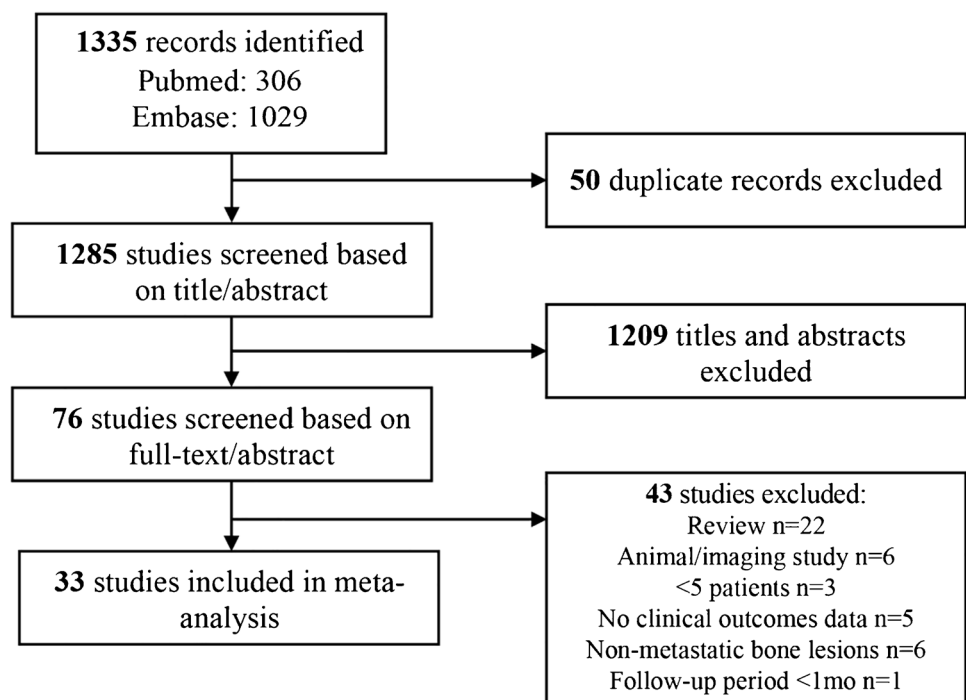 1335 records identified
Pubmed: 306
Embase: 1029
50 duplicate records excluded
1285 studies screened based
on title/abstract
1209 titles and abstracts
excluded
76 studies screened based on
full-text/abstract
43 studies excluded:
Review n=22
Animal/imaging study n=6
<5 patients n=3
No clinical outcomes data n=5
Non-metastatic bone lesions n=6
Follow-up period <1mo n=1
33 studies included in meta-
analysis